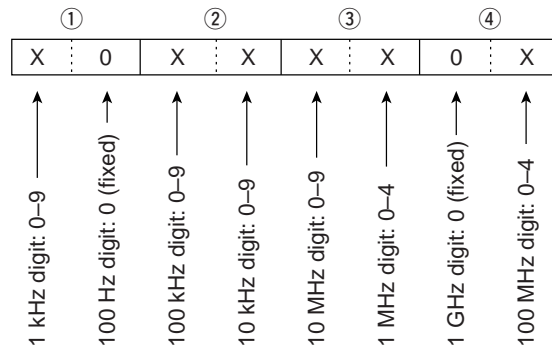 ① ② ③ ④
X 0 X X X X 0 X
1 kHz digit: 0–9
100 Hz digit: 0 (fixed)
100 kHz digit: 0–9
10 kHz digit: 0–9
10 MHz digit: 0–9
1 MHz digit: 0–4
1 GHz digit: 0 (fixed)
100 MHz digit: 0–4